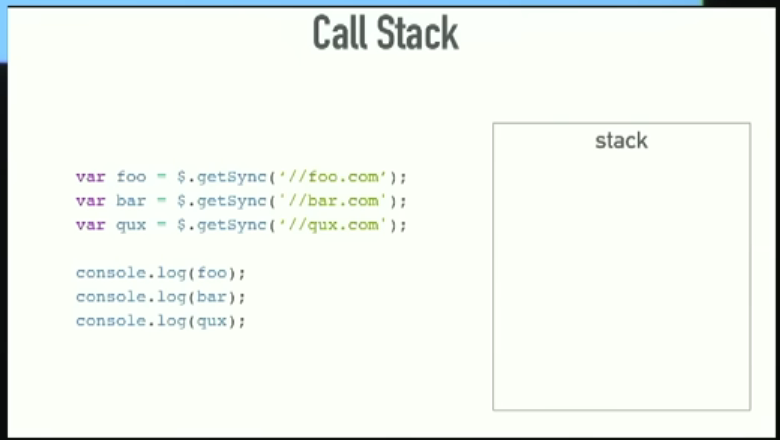 Call Stack
stack
var foo = $.getSync('//foo.com');
var bar = $.getSync('//bar.com');
var qux = $.getSync('//qux.com');
console.log(foo);
console.log(bar);
console.log(qux);